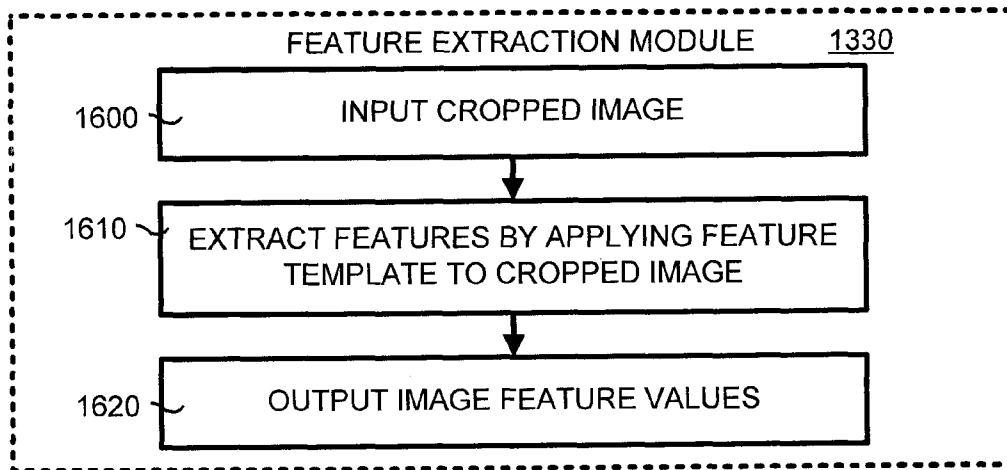 FEATURE EXTRACTION MODULE 1330
1600 INPUT CROPPED IMAGE
1610 EXTRACT FEATURES BY APPLYING FEATURE
TEMPLATE TO CROPPED IMAGE
1620 OUTPUT IMAGE FEATURE VALUES